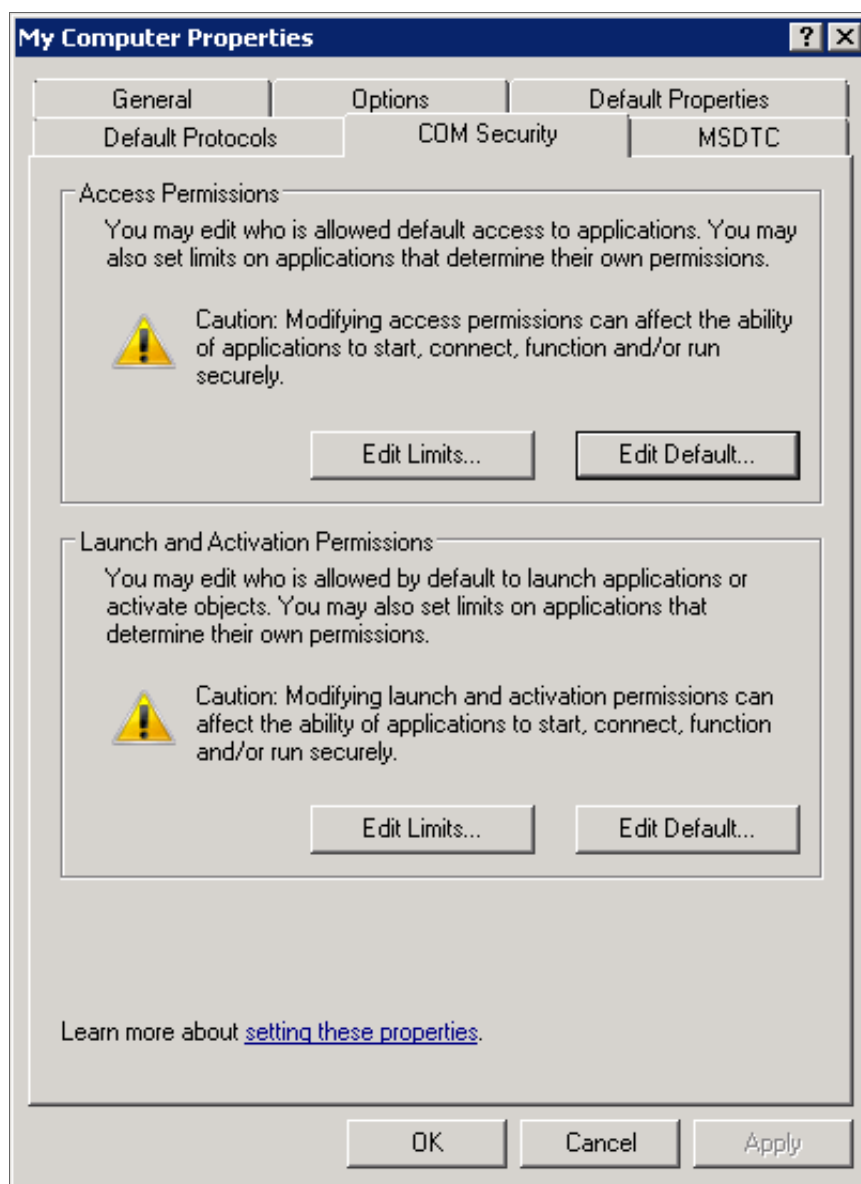 My Computer Properties
General
Options
Default Properties
Default Protocols
COM Security
MSDTC
Access Permissions
You may edit who is allowed default access to applications. You may
also set limits on applications that determine their own permissions.
Caution: Modifying access permissions can affect the ability
of applications to start, connect, function and/or run
securely.
Edit Limits...
Edit Default...
Launch and Activation Permissions
You may edit who is allowed by default to launch applications or
activate objects. You may also set limits on applications that
determine their own permissions.
Caution: Modifying launch and activation permissions can
affect the ability of applications to start, connect, function
and/or run securely.
Edit Limits...
Edit Default...
Learn more about setting these properties.
OK
Cancel
Apply